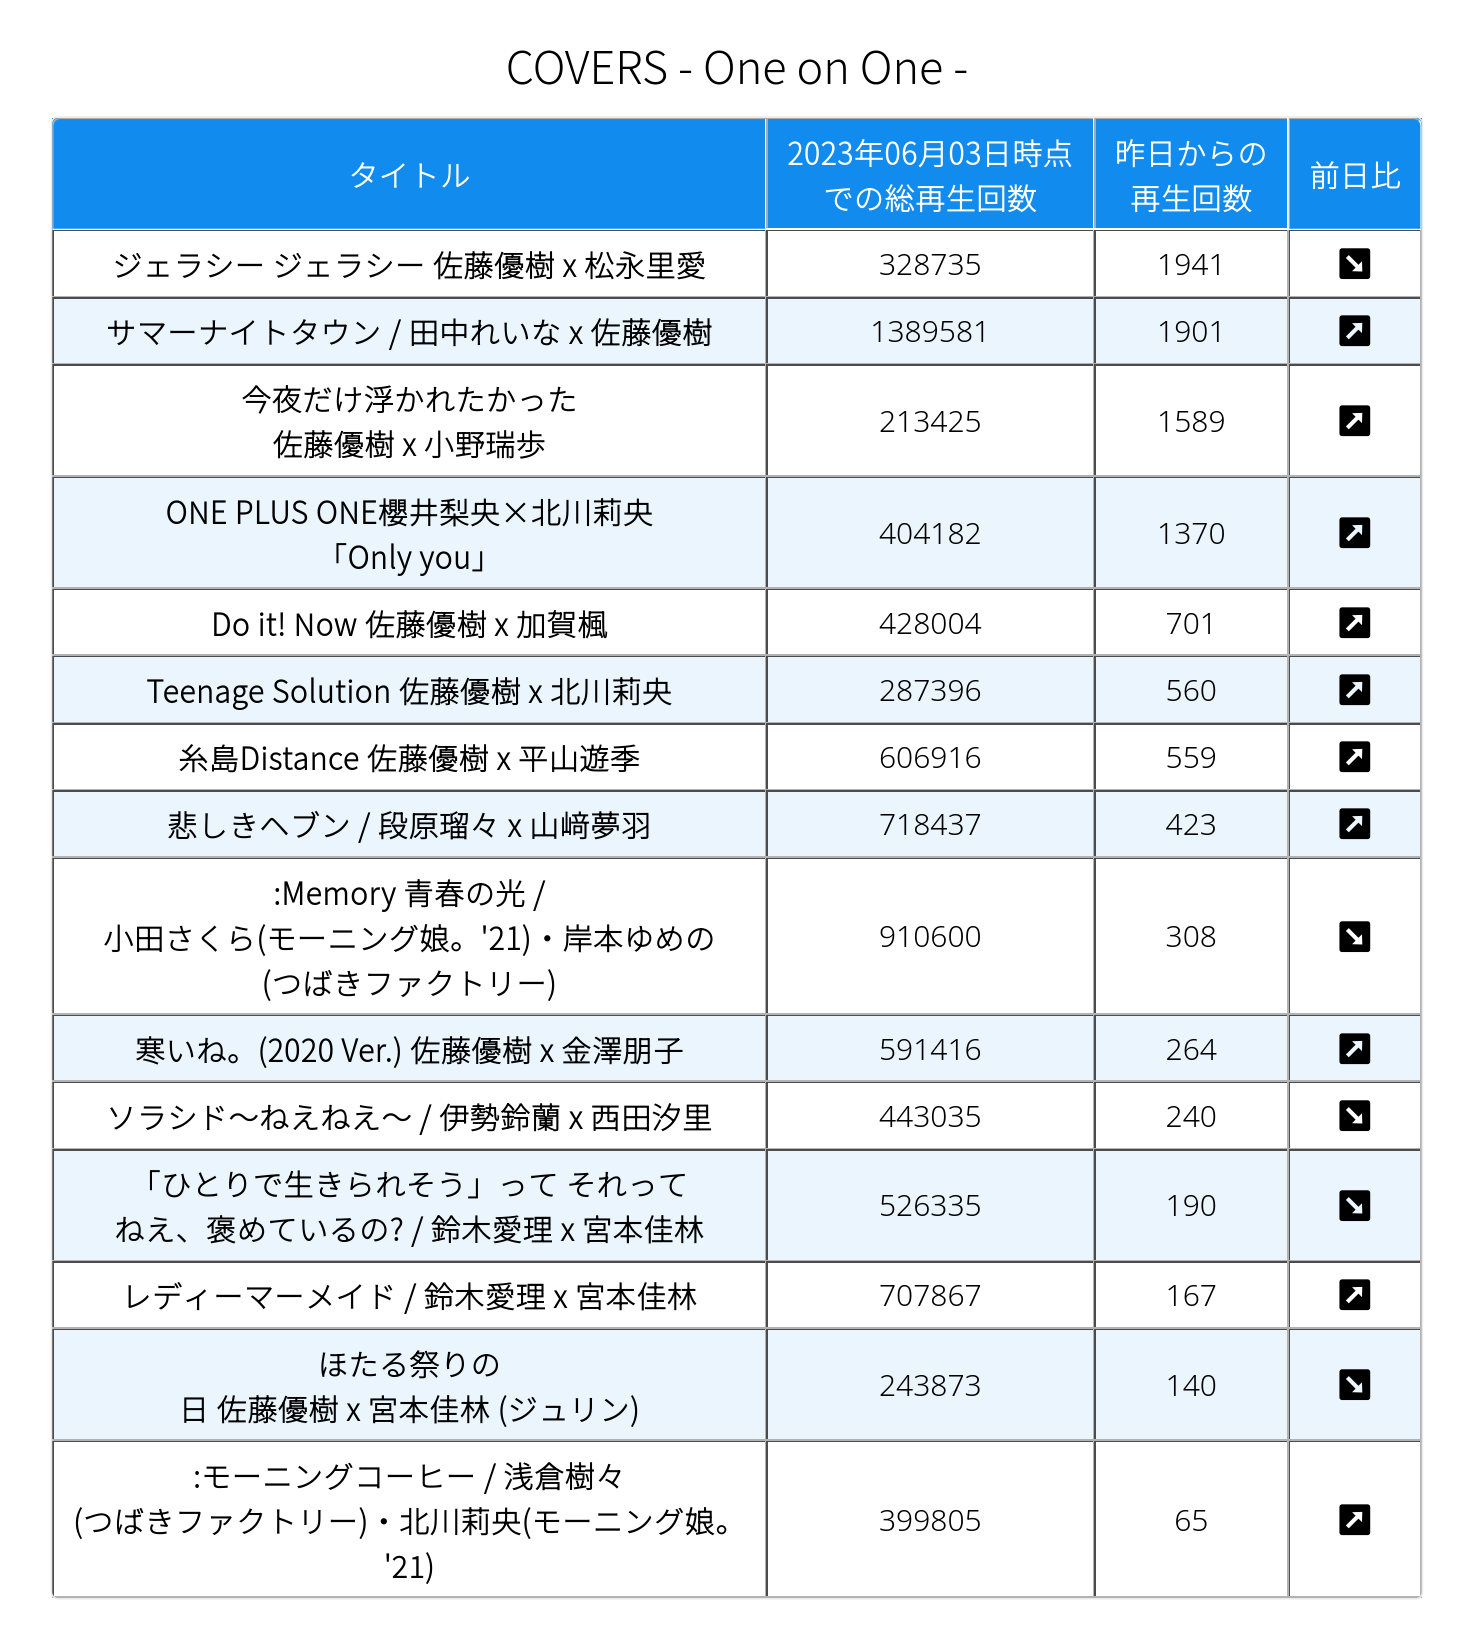 COVERS - One on One -
タイトル
2023年06月03日時点
での総再生回数
昨日からの
再生回数
前日比
ジェラシー ジェラシー 佐藤優樹 x 松永里愛
328735
1941
サマーナイトタウン / 田中れいな x 佐藤優樹
1389581
1901
今夜だけ浮かれたかった
佐藤優樹 x 小野瑞歩
213425
1589
ONE PLUS ONE櫻井梨央×北川莉央
「Only you」
404182
1370
Do it! Now 佐藤優樹 x 加賀楓
428004
701
Teenage Solution 佐藤優樹 x 北川莉央
287396
560
糸島Distance 佐藤優樹 x 平山遊季
606916
559
悲しきヘブン / 段原瑠々 x 山﨑夢羽
718437
423
:Memory 青春の光 /
小田さくら(モーニング娘。'21)・岸本ゆめの
(つばきファクトリー)
910600
308
寒いね。(2020 Ver.) 佐藤優樹 x 金澤朋子
591416
264
ソラシド〜ねえねえ〜 / 伊勢鈴蘭 x 西田汐里
443035
240
「ひとりで生きられそう」って それって
ねえ、褒めているの? / 鈴木愛理 x 宮本佳林
526335
190
レディーマーメイド / 鈴木愛理 x 宮本佳林
707867
167
ほたる祭りの
日 佐藤優樹 x 宮本佳林 (ジュリン)
243873
140
:モーニングコーヒー / 浅倉樹々
(つばきファクトリー)・北川莉央(モーニング娘。
'21)
399805
65